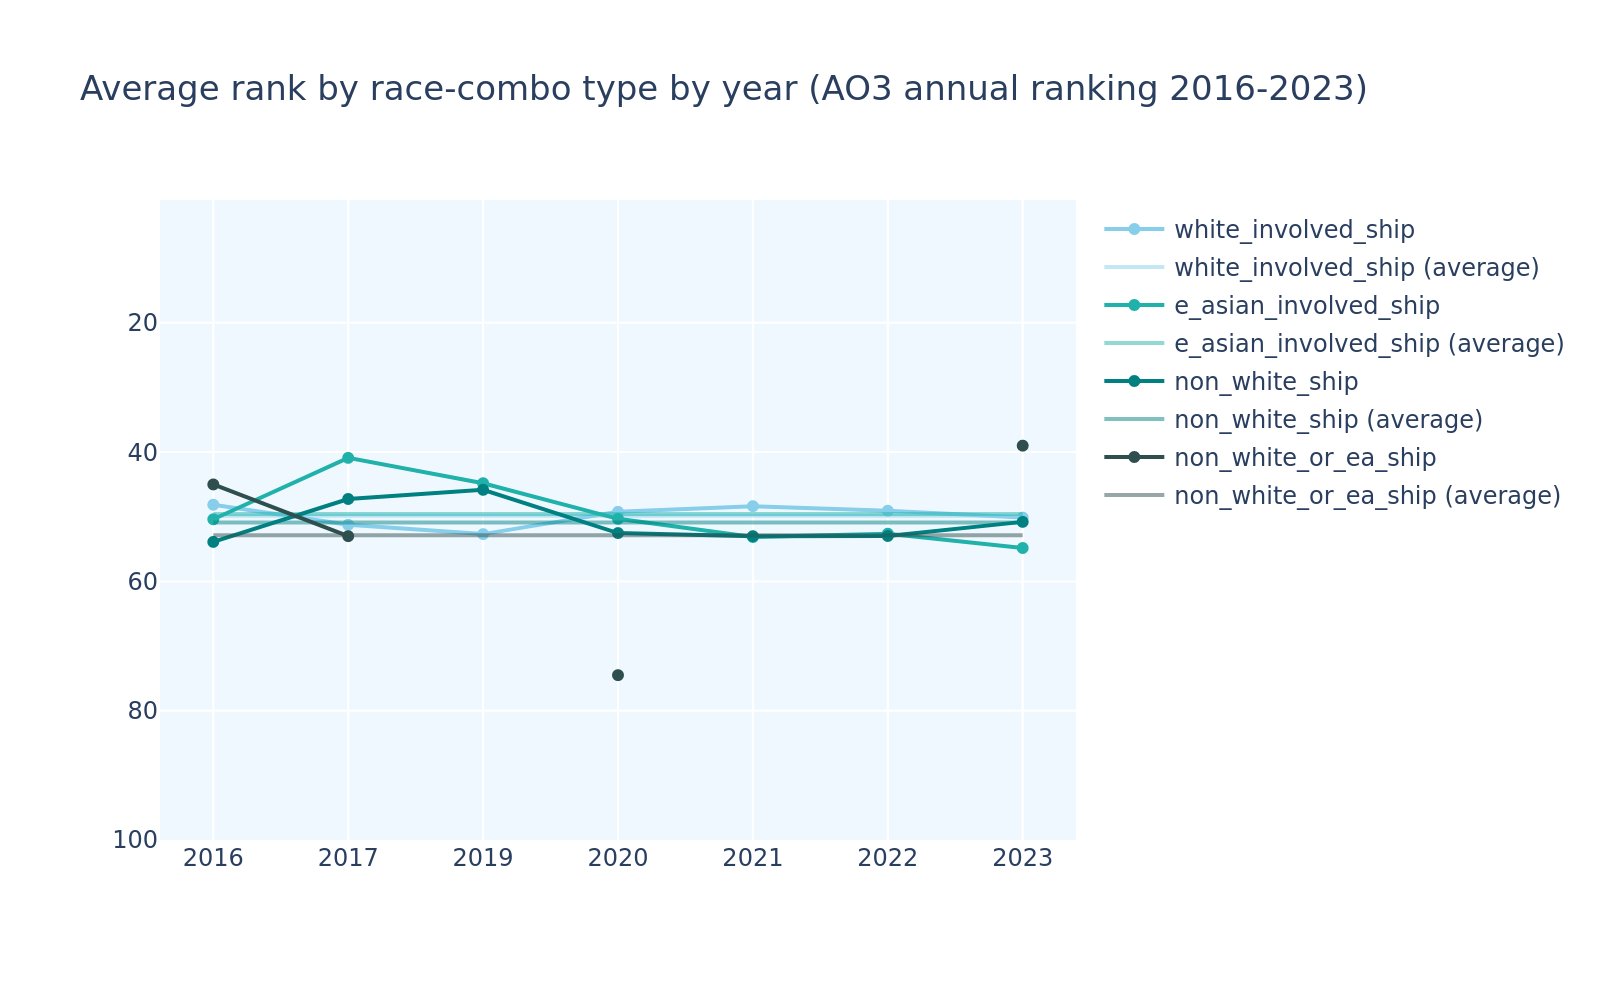 Average rank by race-combo type by year (AO3 annual ranking 2016-2023)
20
40
60
80
100
2016 2017 2019 2020 2021 2022 2023
white_involved_ship
white_involved_ship (average)
e_asian_involved_ship
e_asian_involved_ship (average)
non_white_ship
non_white_ship (average)
non_white_or_ea_ship
non_white_or_ea_ship (average)